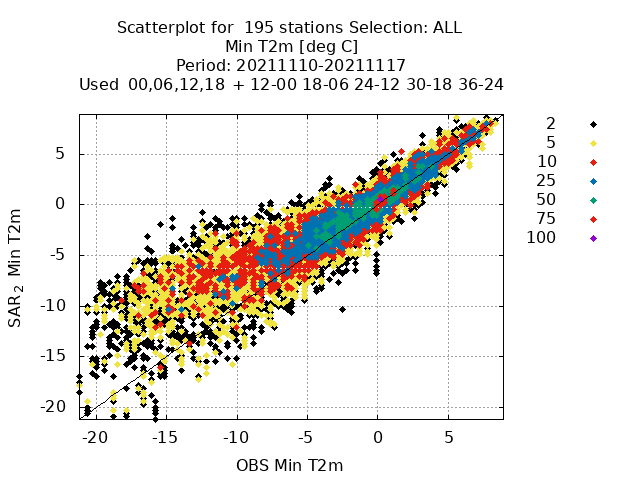 Scatterplot for  195 stations Selection: ALL
Min T2m [deg C]
Period: 20211110-20211117
Used  00,06,12,18  + 12-00 18-06 24-12 30-18 36-24
2
5
10
25
50
75
100
5
0
-5
-10
-15
-20
SAR2  Min T2m
-20 -15 -10 -5 0 5
OBS Min T2m